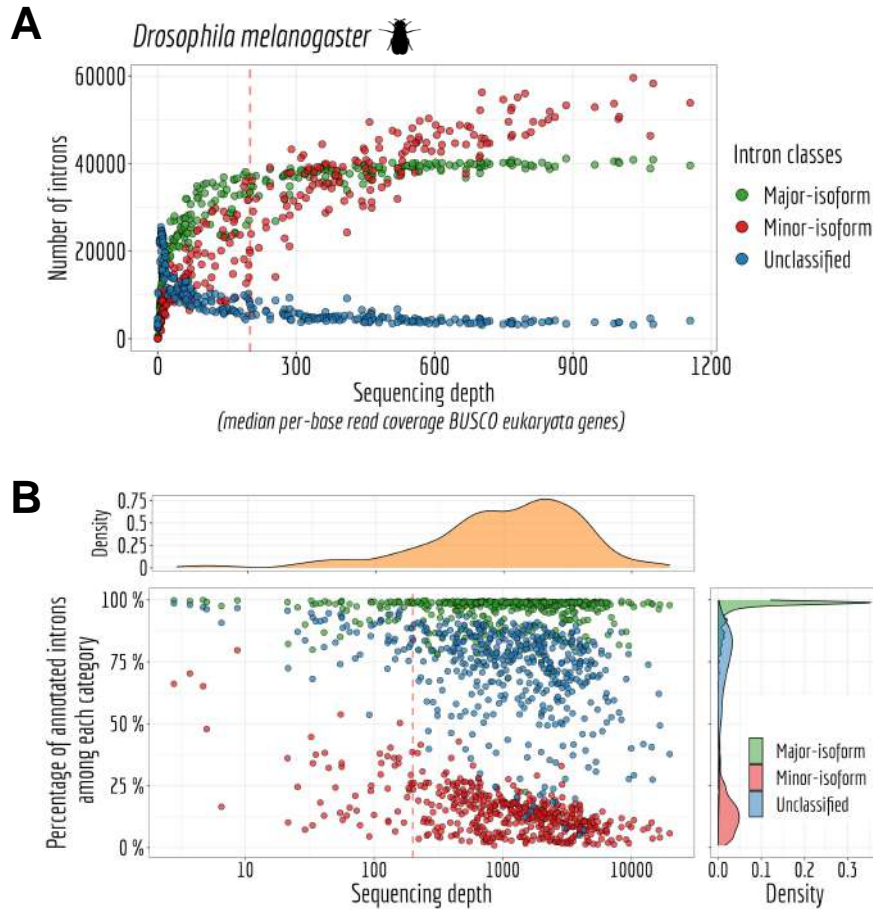 A
Drosophila melanogaster
60000
40000
20000
0
Number of introns
0 300 600 900 1200
Sequencing depth
(median per-base read coverage BUSCO eukaryota genes)
Intron classes
Major-isoform
Minor-isoform
Unclassified
B
0.75
0.5
0.25
0
Density
100 %
75 %
50 %
25 %
0 %
Percentage of annotated introns
among each category
10 100 1000 10000
Sequencing depth
Major-isoform
Minor-isoform
Unclassified
0.0 0.1 0.2 0.3
Density